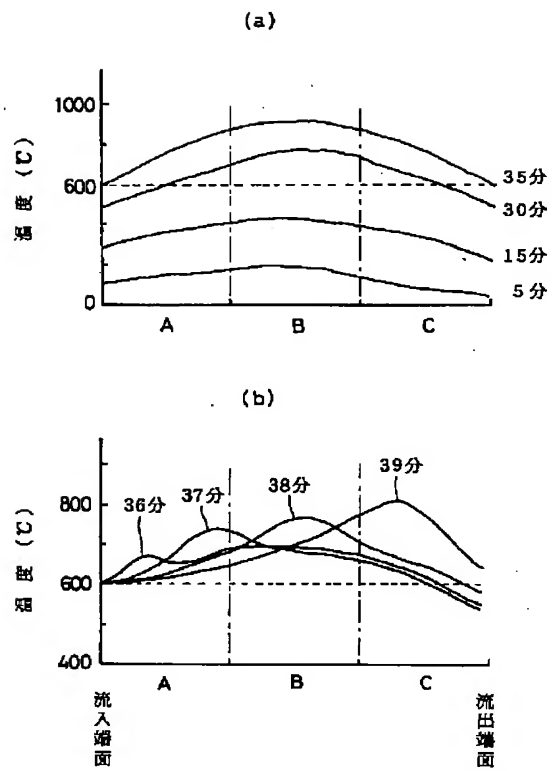 (a)
温度(℃)
1000
600
0
35分
30分
15分
5分
A B C
(b)
温度(℃)
800
600
400
36分
37分
38分
39分
A B C
流入端面
流出端面